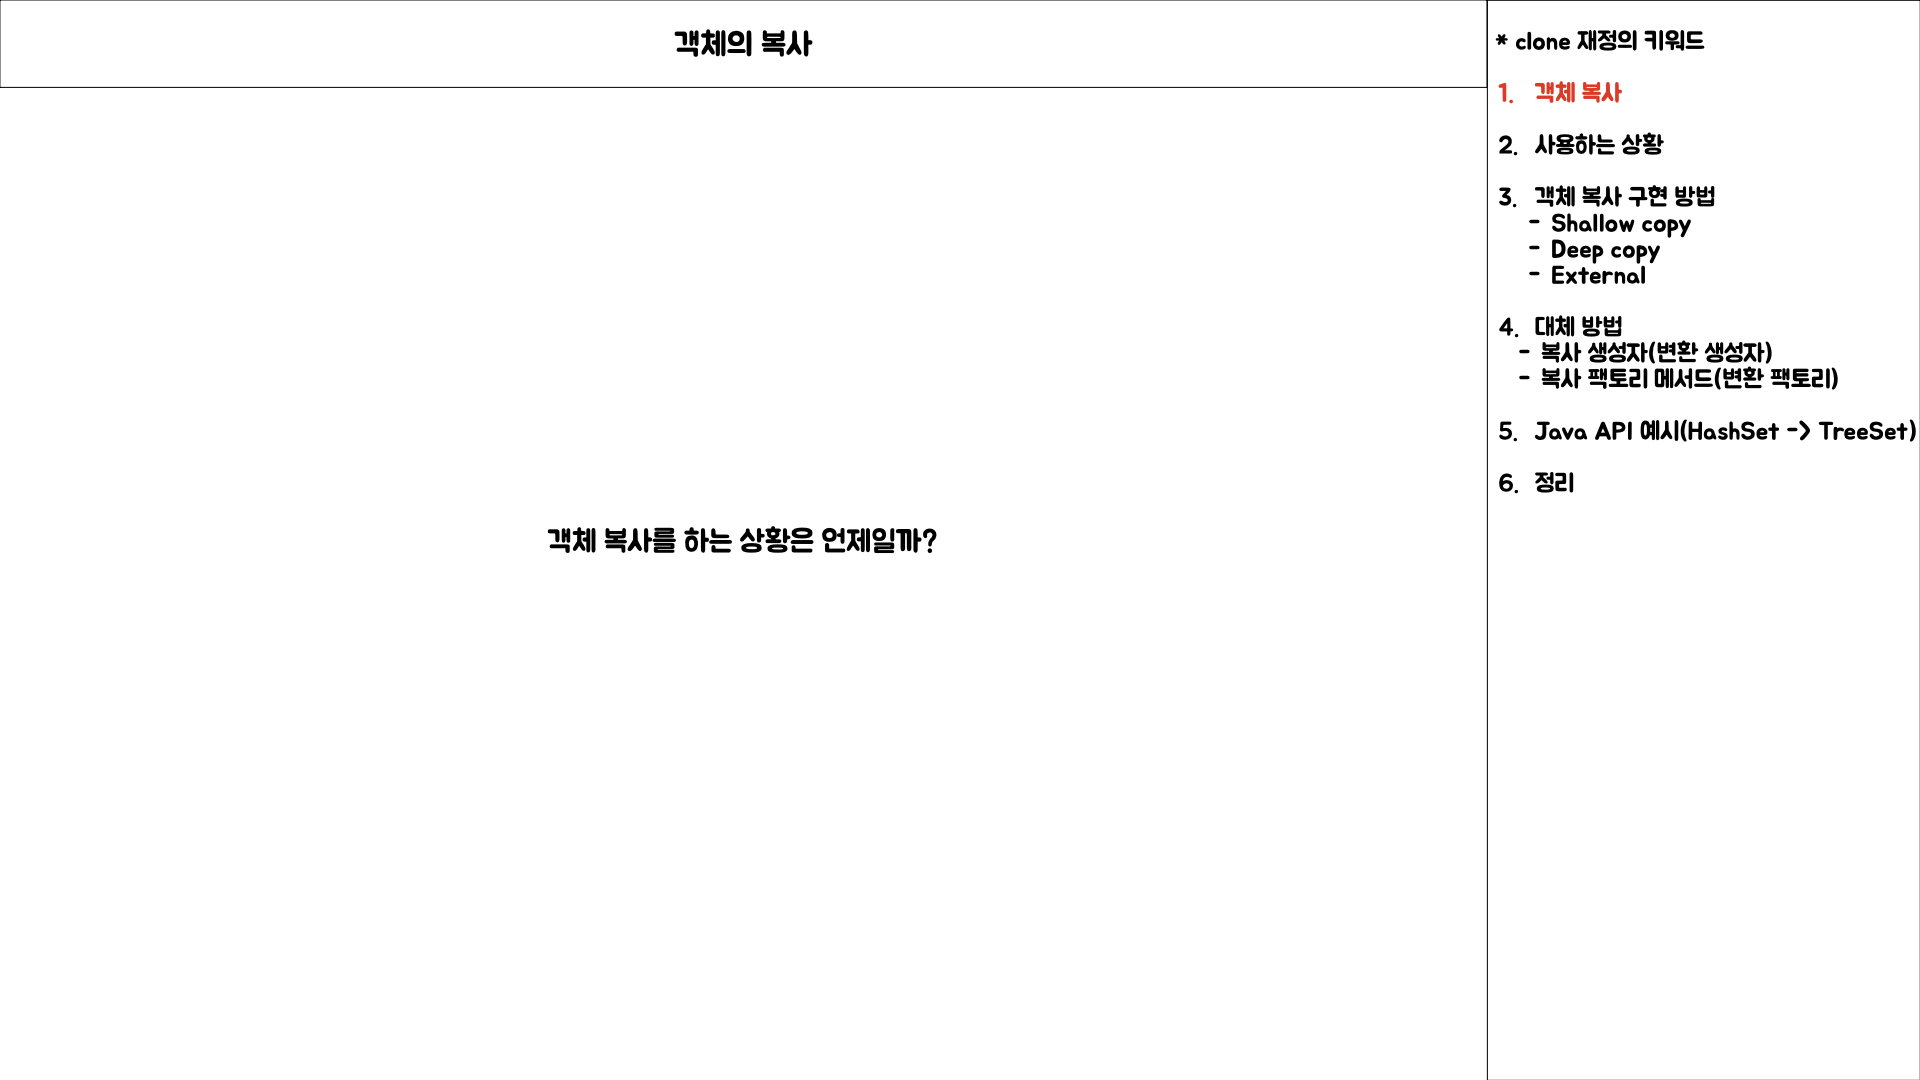 객체의 복사
객체 복사를 하는 상황은 언제일까?
* clone 재정의 키워드
1. 객체 복사
2. 사용하는 상황
3. 객체 복사 구현 방법
- Shallow copy
- Deep copy
- External
4. 대체 방법
- 복사 생성자(변환 생성자)
- 복사 팩토리 메서드(변환 팩토리)
5. Java API 예시(HashSet -> TreeSet)
6. 정리